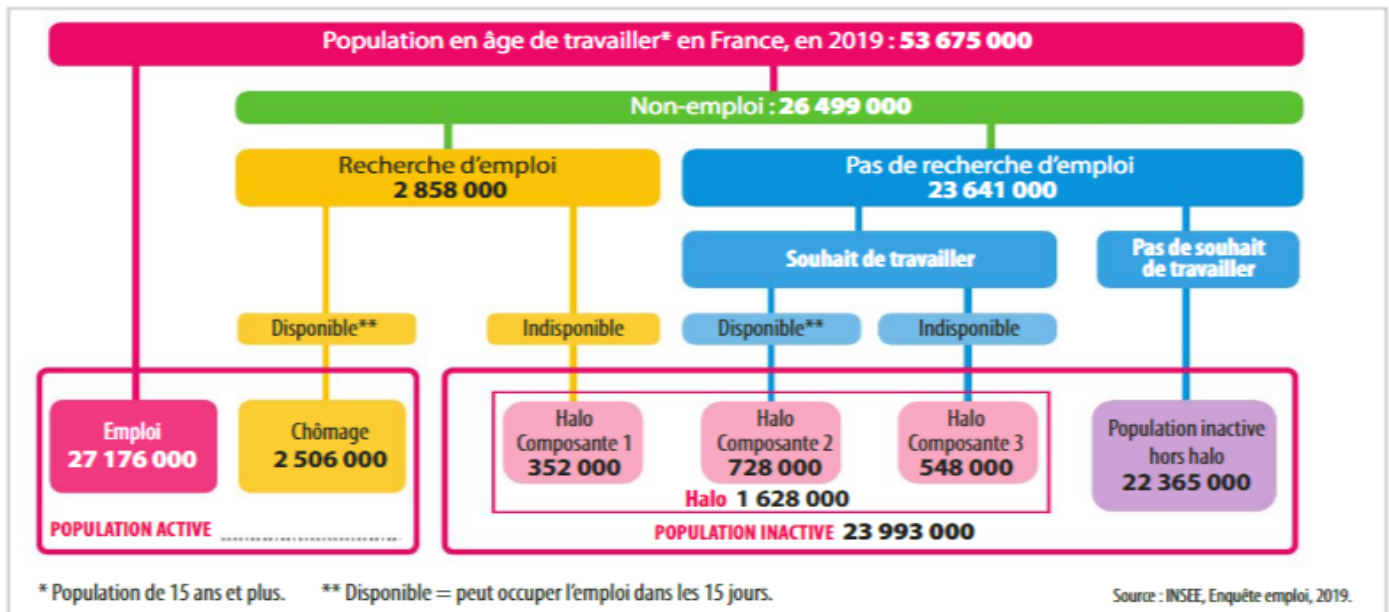 Population en âge de travailler* en France, en 2019 : 53 675 000
Non-emploi : 26 499 000
Recherche d'emploi
2 858 000
Pas de recherche d'emploi
23 641 000
Souhait de travailler
Pas de souhait
de travailler
Disponible**
Indisponible
Disponible**
Indisponible
Emploi
27 176 000
Chômage
2 506 000
Halo
Composante 1
352 000
Halo
Composante 2
728 000
Halo
Composante 3
548 000
Population inactive
hors halo
22 365 000
Halo 1 628 000
POPULATION ACTIVE
POPULATION INACTIVE 23 993 000
* Population de 15 ans et plus. ** Disponible = peut occuper l'emploi dans les 15 jours.
Source : INSEE, Enquête emploi, 2019.